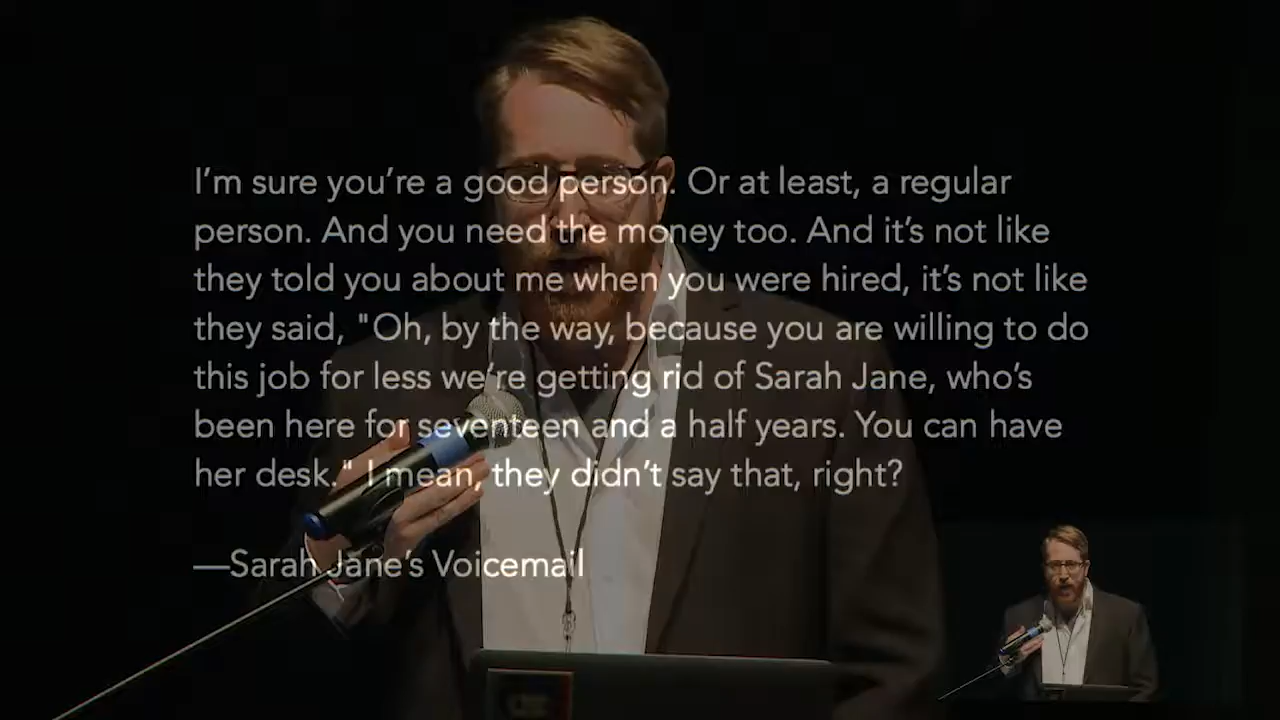 I’m sure you’re a good person. Or at least, a regular
person. And you need the money too. And it’s not like
they told you about me when you were hired, it’s not like
they said, "Oh, by the way, because you are willing to do
this job for less we’re getting rid of Sarah Jane, who’s
been here for seventeen and a half years. You can have
her desk." I mean, they didn’t say that, right?
—Sarah Jane’s Voicemail